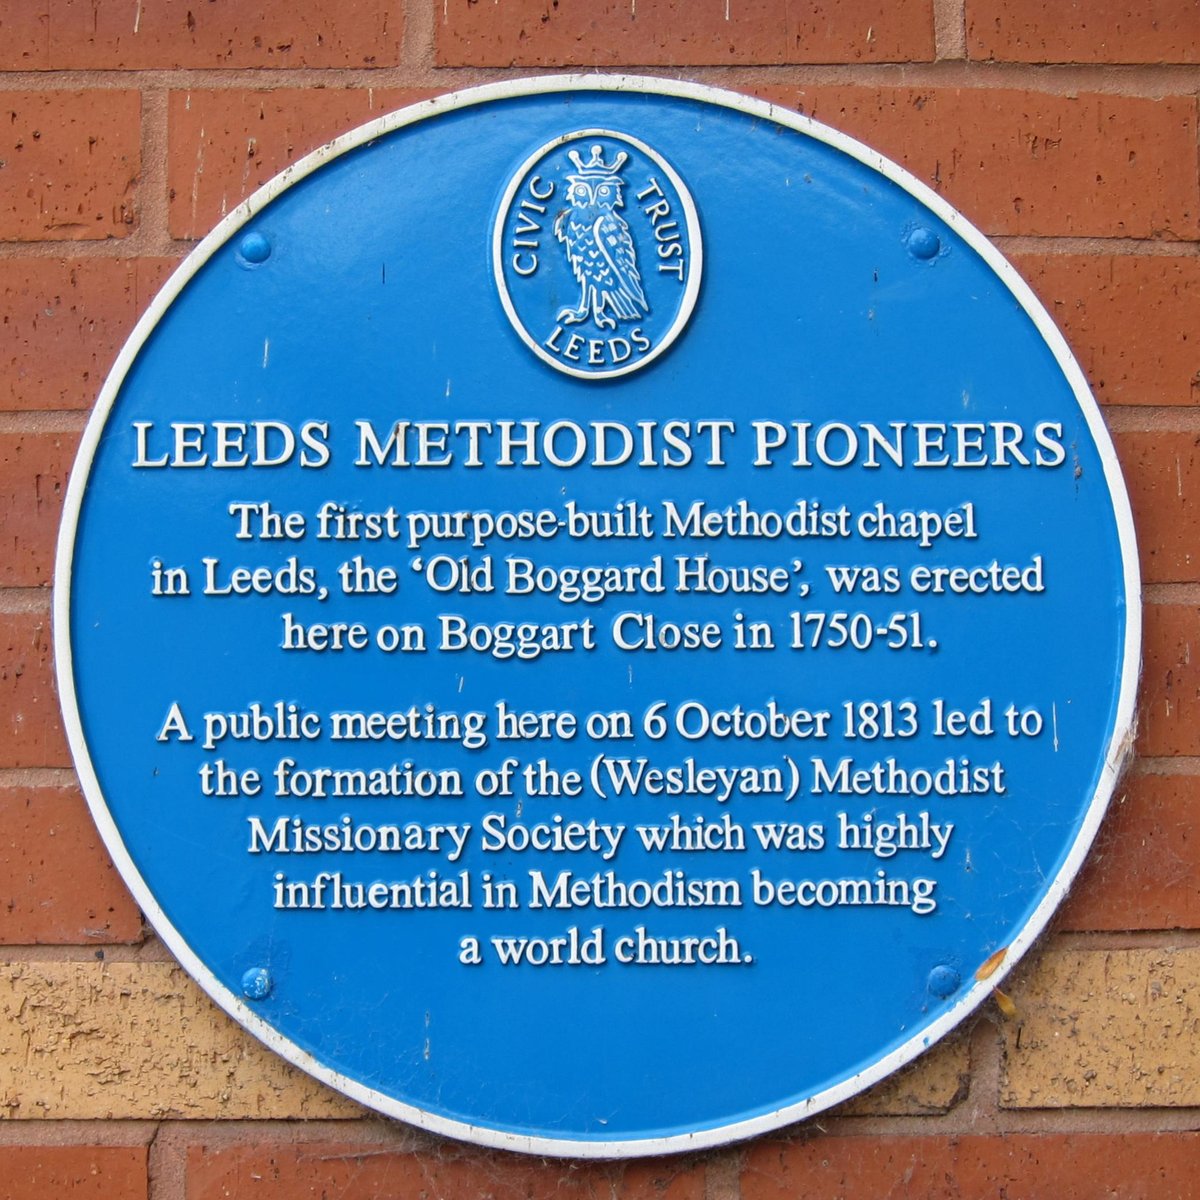 CIVIC TRUST
LEEDS
LEEDS METHODIST PIONEERS
The first purpose-built Methodist chapel
in Leeds, the ‘Old Boggard House’, was erected
here on Boggart Close in 1750-51.
A public meeting here on 6 October 1813 led to
the formation of the (Wesleyan) Methodist
Missionary Society which was highly
influential in Methodism becoming
a world church.